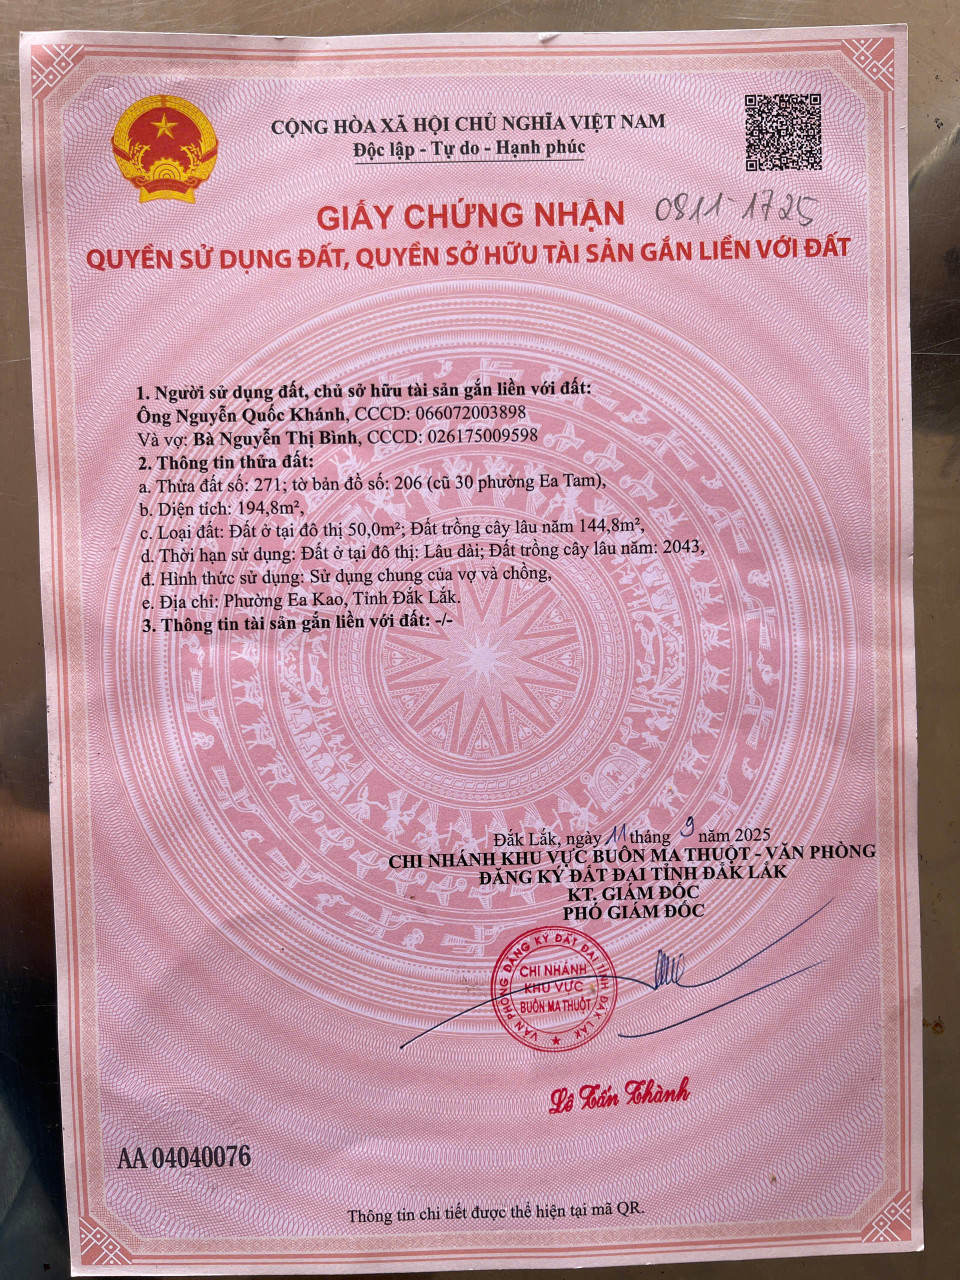 CỘNG HÒA XÃ HỘI CHỦ NGHĨA VIỆT NAM
Độc lập - Tự do - Hạnh phúc
GIẤY CHỨNG NHẬN 0811-1725
QUYỀN SỬ DỤNG ĐẤT, QUYỀN SỞ HỮU TÀI SẢN GẮN LIỀN VỚI ĐẤT
1. Người sử dụng đất, chủ sở hữu tài sản gắn liền với đất:
Ông Nguyễn Quốc Khánh, CCCD: 066072003898
Và vợ: Bà Nguyễn Thị Bình, CCCD: 026175009598
2. Thông tin thửa đất:
a. Thửa đất số: 271; tờ bản đồ số: 206 (cũ 30 phường Ea Tam),
b. Diện tích: 194,8m²,
c. Loại đất: Đất ở tại đô thị 50,0m²; Đất trồng cây lâu năm 144,8m²,
d. Thời hạn sử dụng: Đất ở tại đô thị: Lâu dài; Đất trồng cây lâu năm: 2043,
đ. Hình thức sử dụng: Sử dụng chung của vợ và chồng,
e. Địa chỉ: Phường Ea Kao, Tỉnh Đắk Lắk.
3. Thông tin tài sản gắn liền với đất: -/-
Đắk Lắk, ngày 11 tháng 9 năm 2025
CHI NHÁNH KHU VỰC BUÔN MA THUỘT - VĂN PHÒNG
ĐĂNG KÝ ĐẤT ĐAI TỈNH ĐẮK LẮK
KT. GIÁM ĐỐC
PHÓ GIÁM ĐỐC
VĂN PHÒNG ĐĂNG KÝ ĐẤT ĐAI TỈNH ĐẮK LẮK
CHI NHÁNH
KHU VỰC
BUÔN MA THUỘT
Lê Tấn Thành
AA 04040076
Thông tin chi tiết được thể hiện tại mã QR.